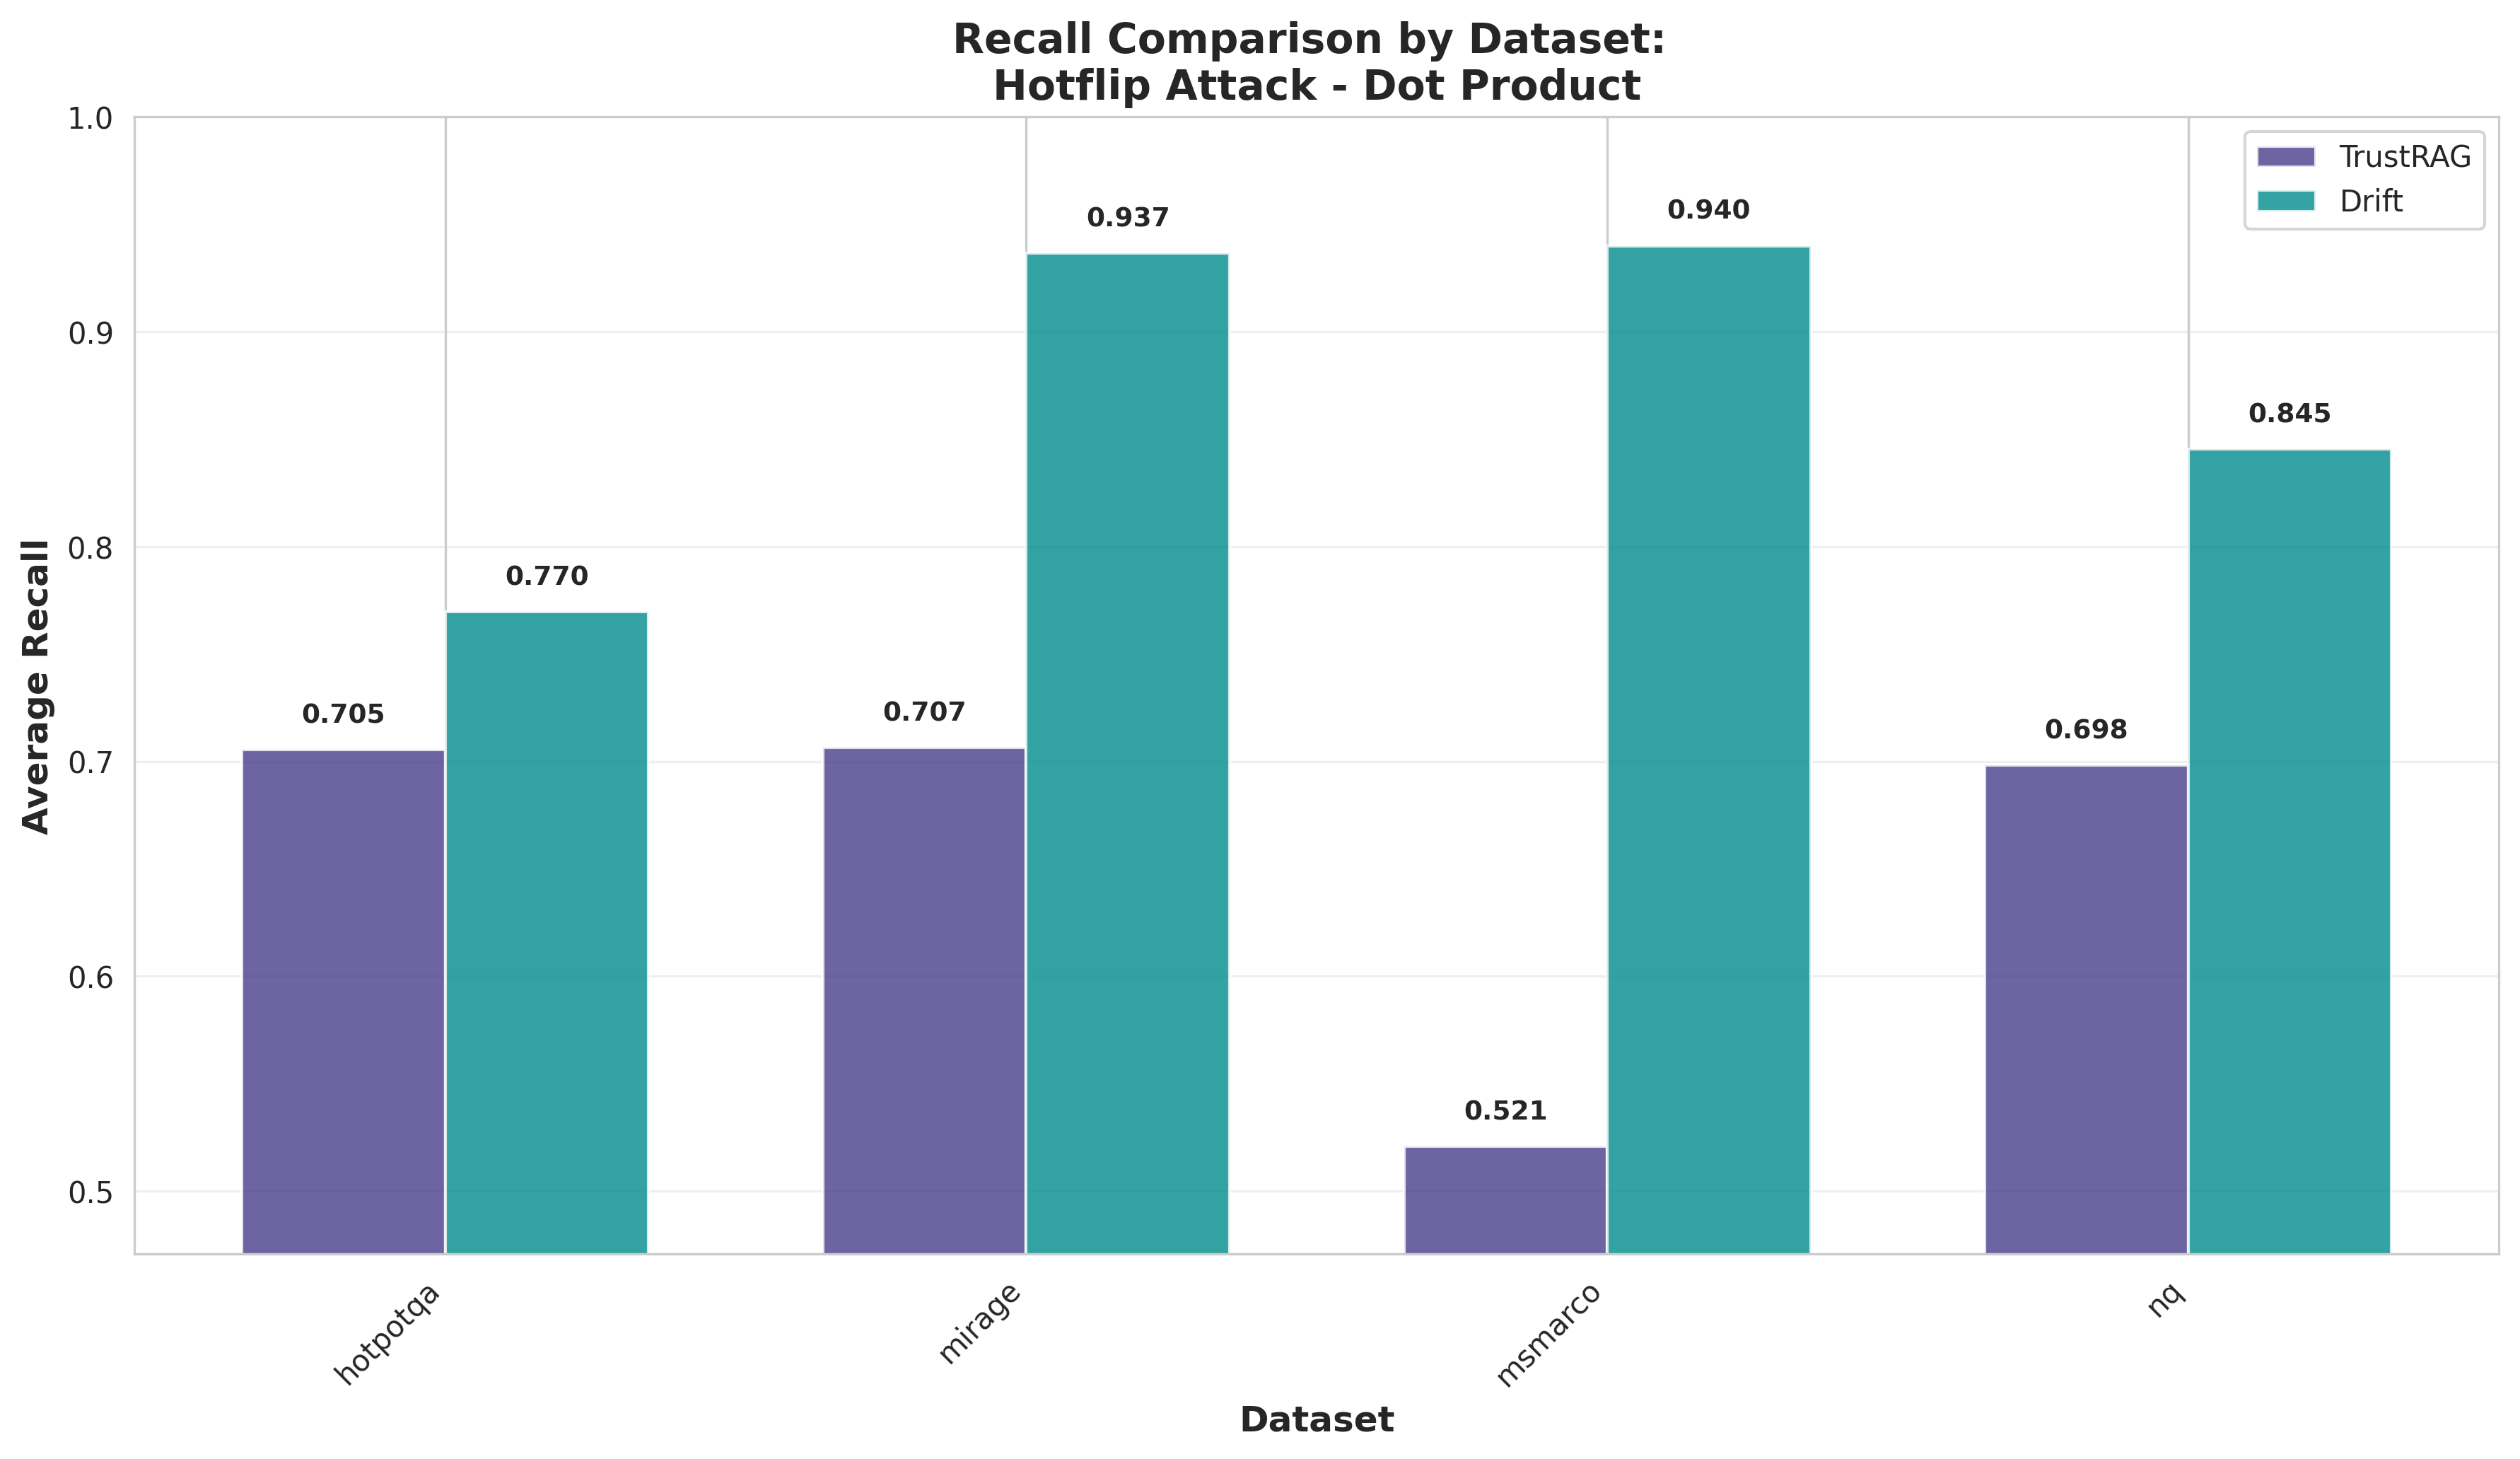 Recall Comparison by Dataset:
Hotflip Attack - Dot Product
TrustRAG
Drift
Average Recall
1.0
0.9
0.8
0.7
0.6
0.5
0.705
0.770
0.707
0.937
0.521
0.940
0.698
0.845
hotpotqa
mirage
msmarco
nq
Dataset